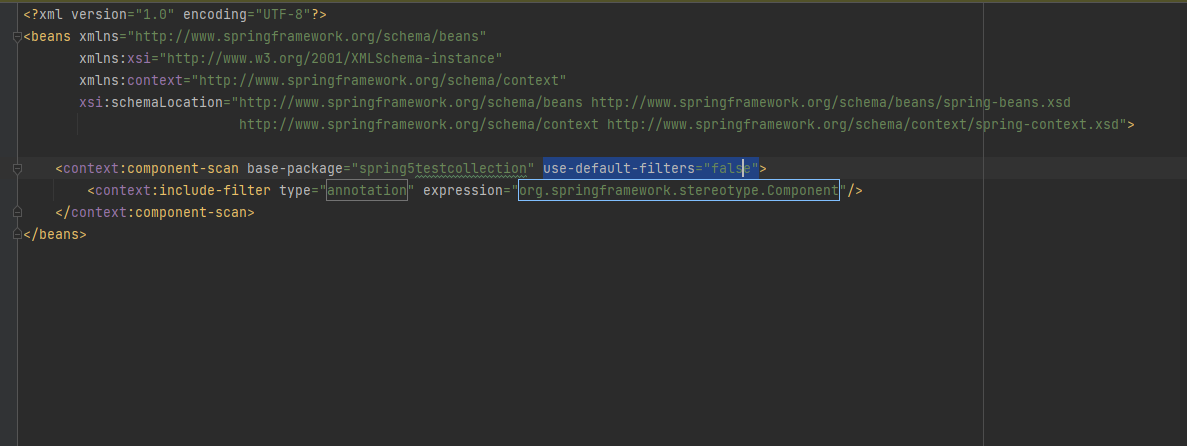 <?xml version="1.0" encoding="UTF-8"?>
<beans xmlns="http://www.springframework.org/schema/beans"
xmlns:xsi="http://www.w3.org/2001/XMLSchema-instance"
xmlns:context="http://www.springframework.org/schema/context"
xsi:schemaLocation="http://www.springframework.org/schema/beans http://www.springframework.org/schema/beans/spring-beans.xsd
http://www.springframework.org/schema/context http://www.springframework.org/schema/context/spring-context.xsd">
<context:component-scan base-package="spring5testcollection" use-default-filters="false">
<context:include-filter type="annotation" expression="org.springframework.stereotype.Component"/>
</context:component-scan>
</beans>